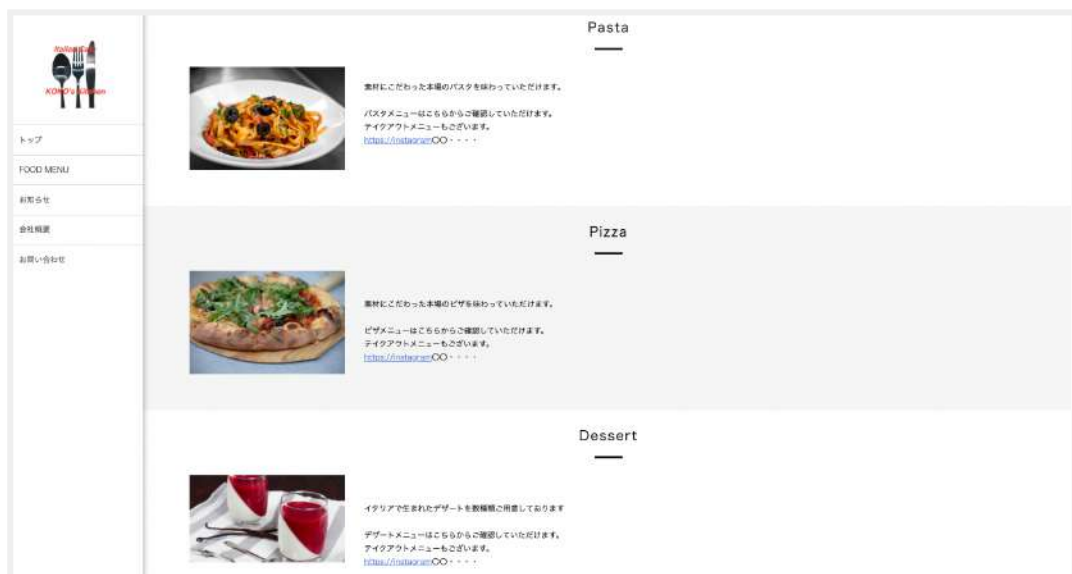 Italian Cafe
KOKO's Kitchen
トップ
FOOD MENU
お知らせ
会社概要
お問い合わせ
Pasta
素材にこだわった本場のパスタを味わっていただけます。
パスタメニューはこちらからご確認していただけます。
テイクアウトメニューもございます。
https://instagram〇〇・・・・
Pizza
素材にこだわった本場のピザを味わっていただけます。
ピザメニューはこちらからご確認していただけます。
テイクアウトメニューもございます。
https://instagram〇〇・・・・
Dessert
イタリアで生まれたデザートを数種類ご用意しております
デザートメニューはこちらからご確認していただけます。
テイクアウトメニューもございます。
https://instagram〇〇・・・・